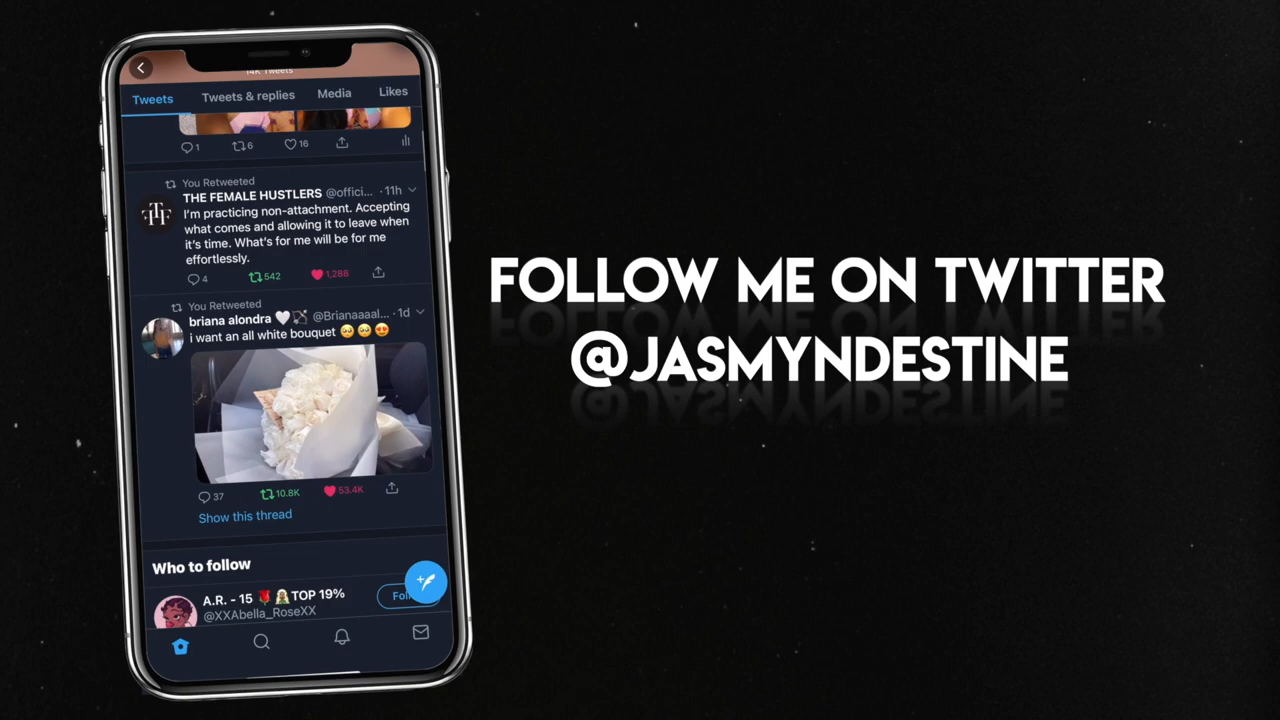 14K Tweets
Tweets
Tweets & replies
Media
Likes
1
6
16
You Retweeted
THE FEMALE HUSTLERS @offici... · 11h
I'm practicing non-attachment. Accepting
what comes and allowing it to leave when
it's time. What's for me will be for me
effortlessly.
4
542
1,288
You Retweeted
briana alondra 🤍🏹 @Brianaaaal... · 1d
i want an all white bouquet 🥺🥺😍
37
10.8K
53.4K
Show this thread
Who to follow
A.R. - 15 🌹👰 TOP 19%
@XXAbella_RoseXX
FOLLOW ME ON TWITTER
@JASMYNDESTINE